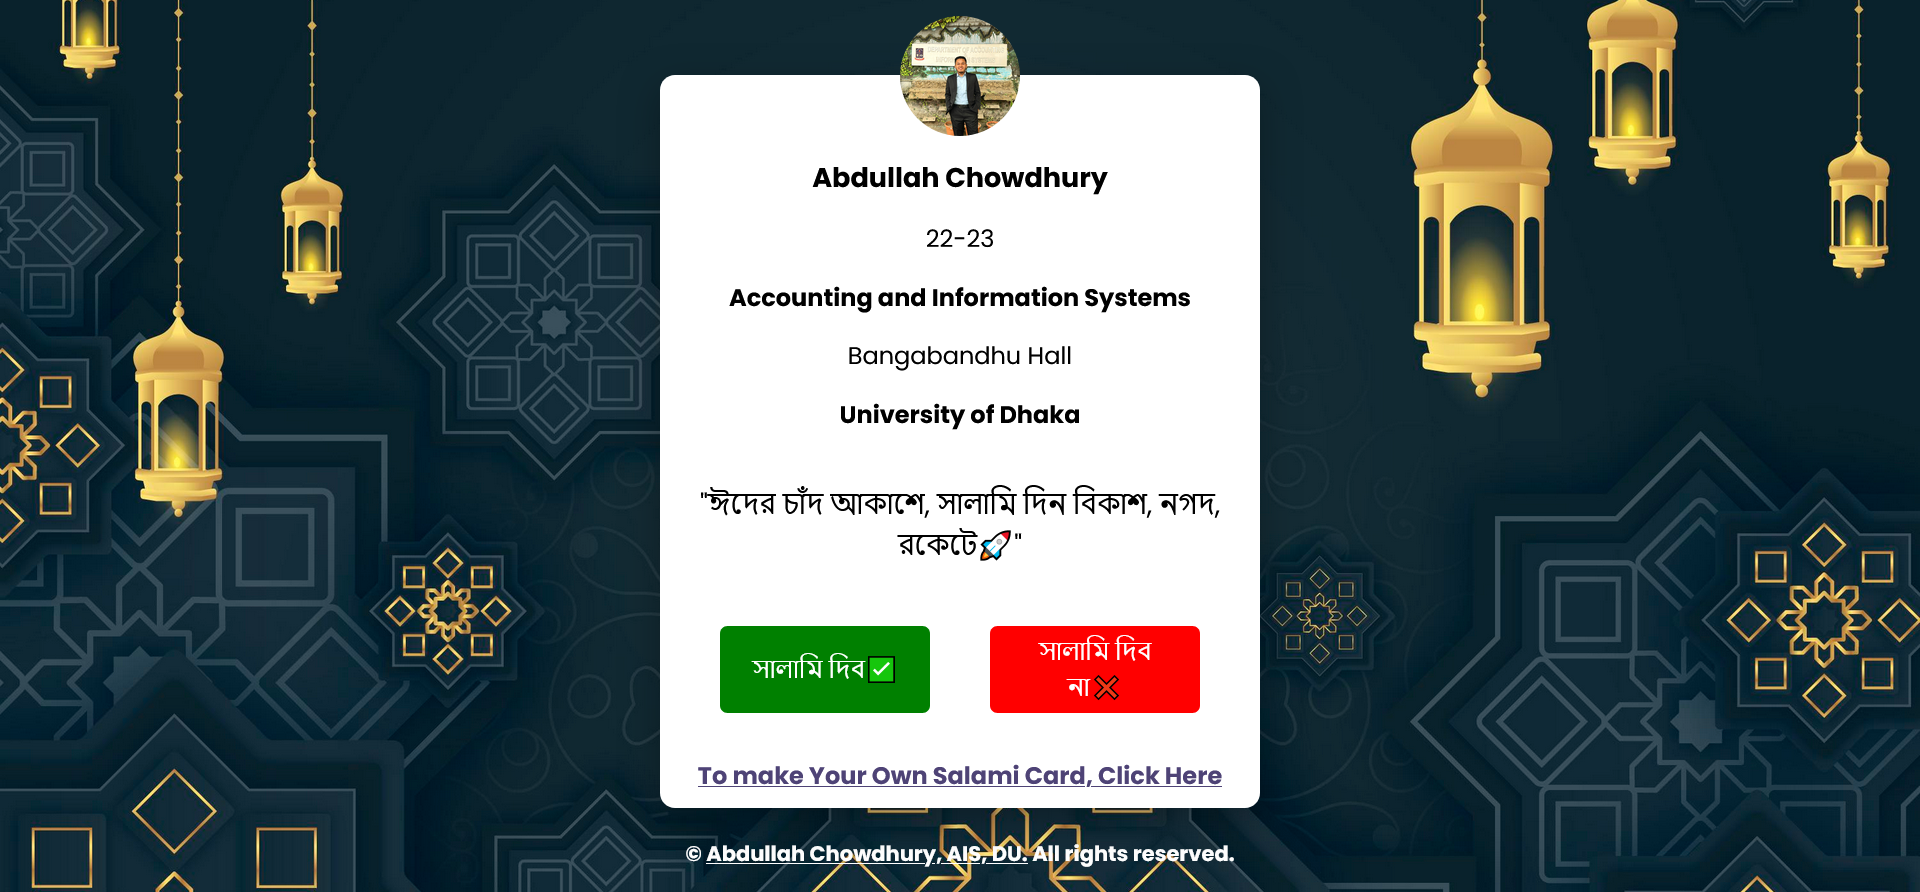 Abdullah Chowdhury
22-23
Accounting and Information Systems
Bangabandhu Hall
University of Dhaka
"ঈদের চাঁদ আকাশে, সালামি দিন বিকাশ, নগদ,
রকেটে🚀"
সালামি দিব✅
সালামি দিব
না❌
To make Your Own Salami Card, Click Here
© Abdullah Chowdhury, AIS, DU. All rights reserved.